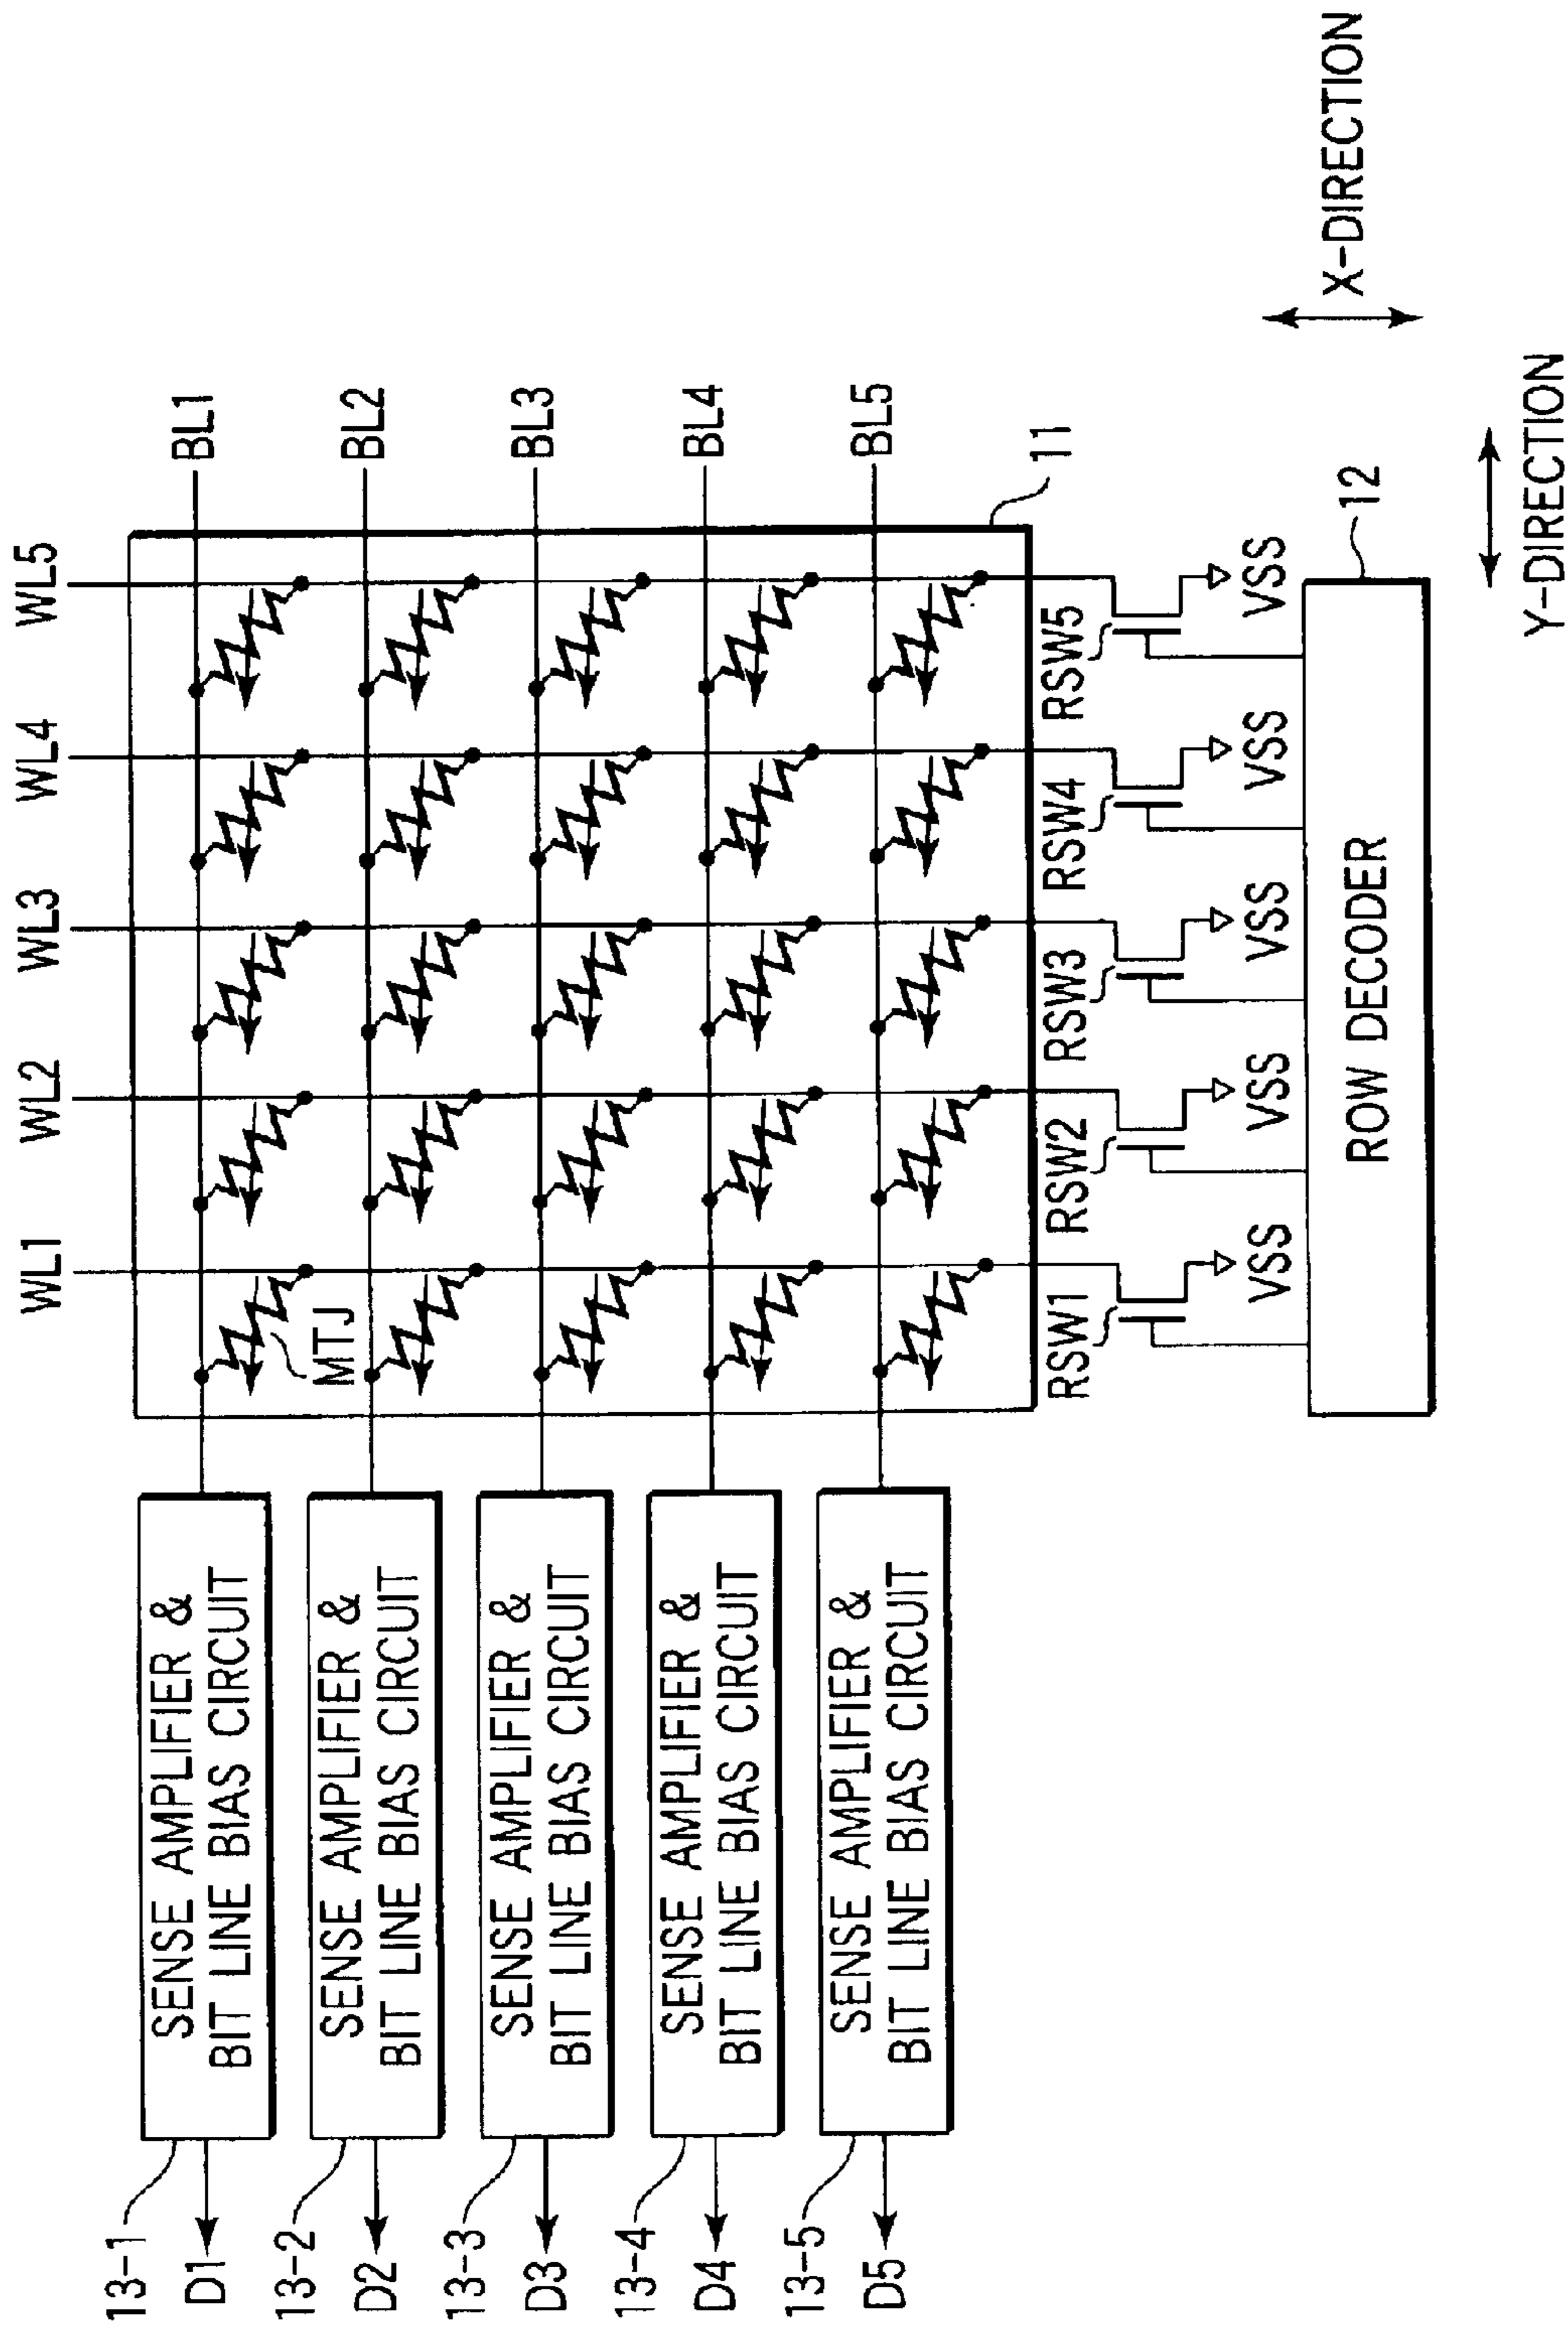 WL1
WL2
WL3
WL4
WL5
BL1
BL2
BL3
BL4
BL5
MTJ
11
13-1
D1
SENSE AMPLIFIER &
BIT LINE BIAS CIRCUIT
13-2
D2
SENSE AMPLIFIER &
BIT LINE BIAS CIRCUIT
13-3
D3
SENSE AMPLIFIER &
BIT LINE BIAS CIRCUIT
13-4
D4
SENSE AMPLIFIER &
BIT LINE BIAS CIRCUIT
13-5
D5
SENSE AMPLIFIER &
BIT LINE BIAS CIRCUIT
RSW1
RSW2
RSW3
RSW4
RSW5
VSS
VSS
VSS
VSS
VSS
12
ROW DECODER
X-DIRECTION
Y-DIRECTION